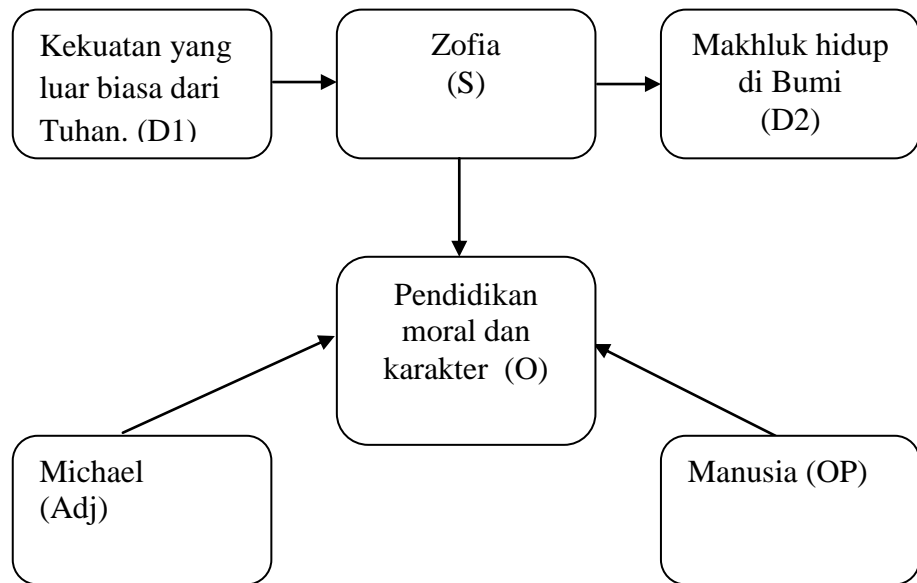 Kekuatan yang
luar biasa dari
Tuhan. (D1)
Zofia
(S)
Makhluk hidup
di Bumi
(D2)
Pendidikan
moral dan
karakter (O)
Michael
(Adj)
Manusia (OP)